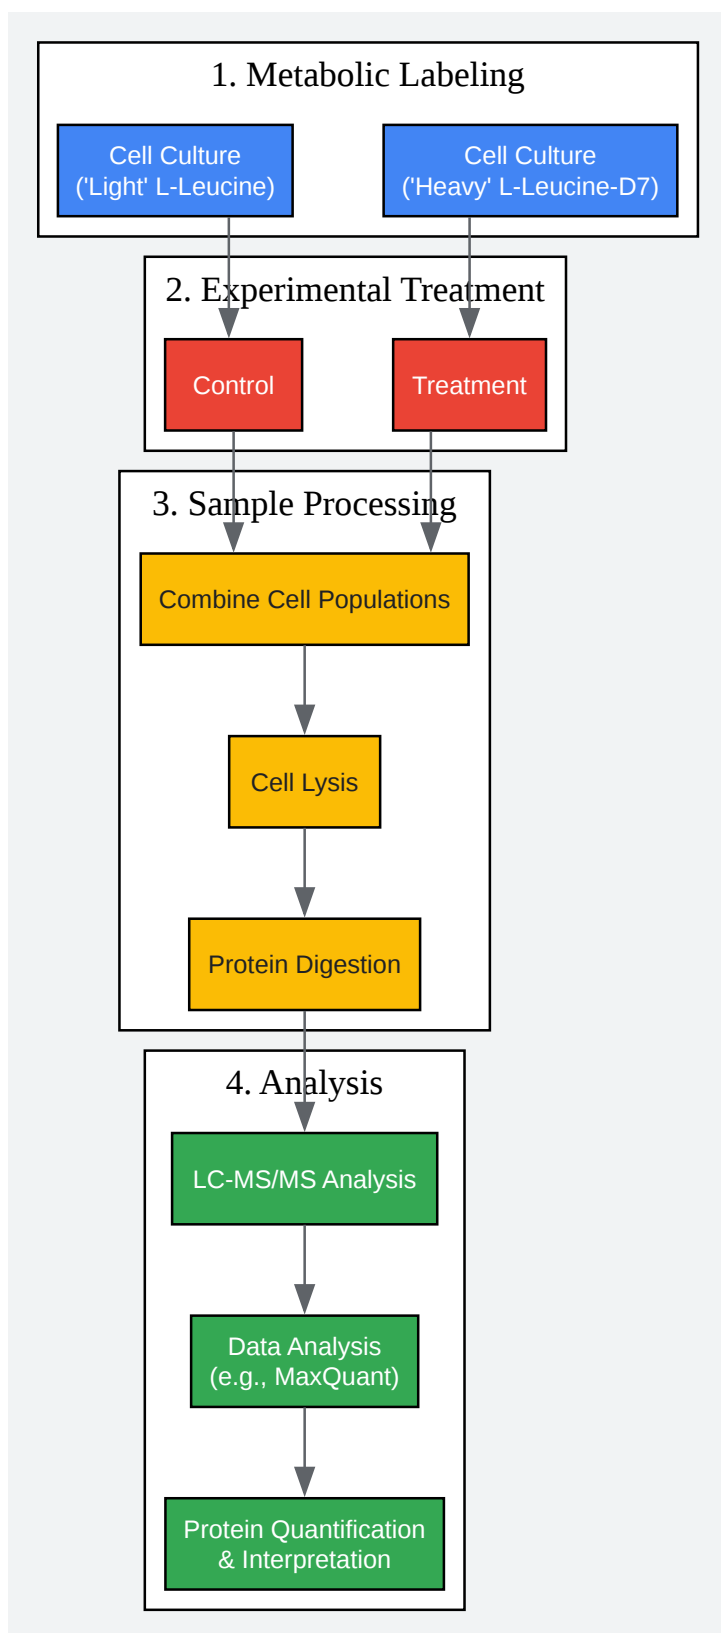 1. Metabolic Labeling
Cell Culture
('Light' L-Leucine)
Cell Culture
('Heavy' L-Leucine-D7)
2. Experimental Treatment
Control
Treatment
3. Sample Processing
Combine Cell Populations
Cell Lysis
Protein Digestion
4. Analysis
LC-MS/MS Analysis
Data Analysis
(e.g., MaxQuant)
Protein Quantification
& Interpretation